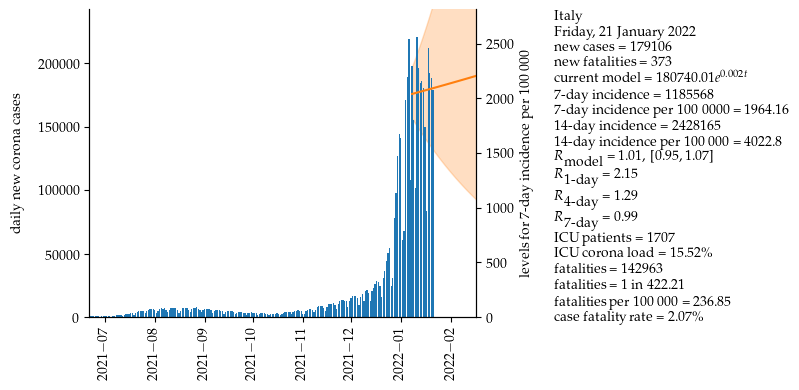 daily new corona cases
200000
150000
100000
50000
0
2021−07
2021−08
2021−09
2021−10
2021−11
2021−12
2022−01
2022−02
2500
2000
1500
1000
500
0
levels for 7-day incidence per 100 000
Italy
Friday, 21 January 2022
new cases = 179106
new fatalities = 373
current model = 180740.01e^0.002t
7-day incidence = 1185568
7-day incidence per 100 0000 = 1964.16
14-day incidence = 2428165
14-day incidence per 100 000 = 4022.8
R_model = 1.01, [0.95, 1.07]
R_1-day = 2.15
R_4-day = 1.29
R_7-day = 0.99
ICU patients = 1707
ICU corona load = 15.52%
fatalities = 142963
fatalities = 1 in 422.21
fatalities per 100 000 = 236.85
case fatality rate = 2.07%